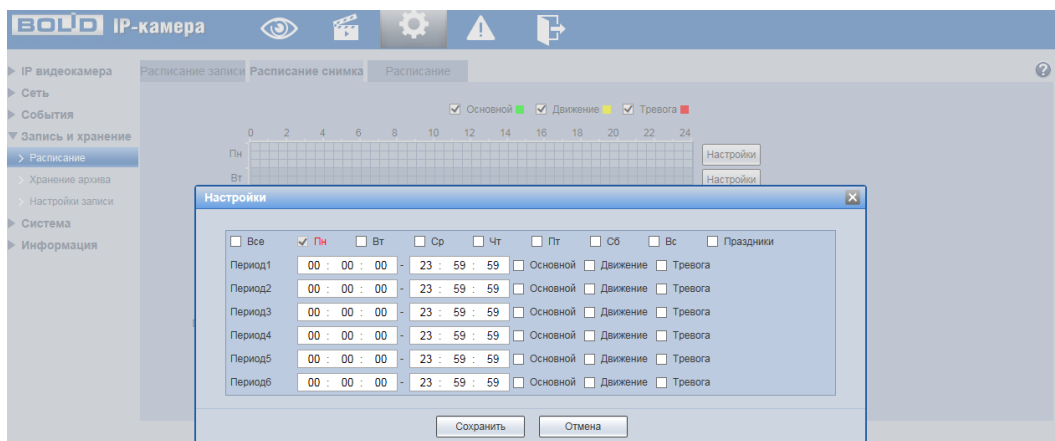 BOLID IP-камера
IP видеокамера
Сеть
События
Запись и хранение
Расписание
Хранение архива
Настройки записи
Система
Информация
Расписание записи Расписание снимка Расписание
Основной Движение Тревога
0 2 4 6 8 10 12 14 16 18 20 22 24
Пн Настройки
Вт Настройки
Настройки
Все Пн Вт Ср Чт Пт Сб Вс Праздники
Период1 00 : 00 : 00 - 23 : 59 : 59 Основной Движение Тревога
Период2 00 : 00 : 00 - 23 : 59 : 59 Основной Движение Тревога
Период3 00 : 00 : 00 - 23 : 59 : 59 Основной Движение Тревога
Период4 00 : 00 : 00 - 23 : 59 : 59 Основной Движение Тревога
Период5 00 : 00 : 00 - 23 : 59 : 59 Основной Движение Тревога
Период6 00 : 00 : 00 - 23 : 59 : 59 Основной Движение Тревога
Сохранить Отмена